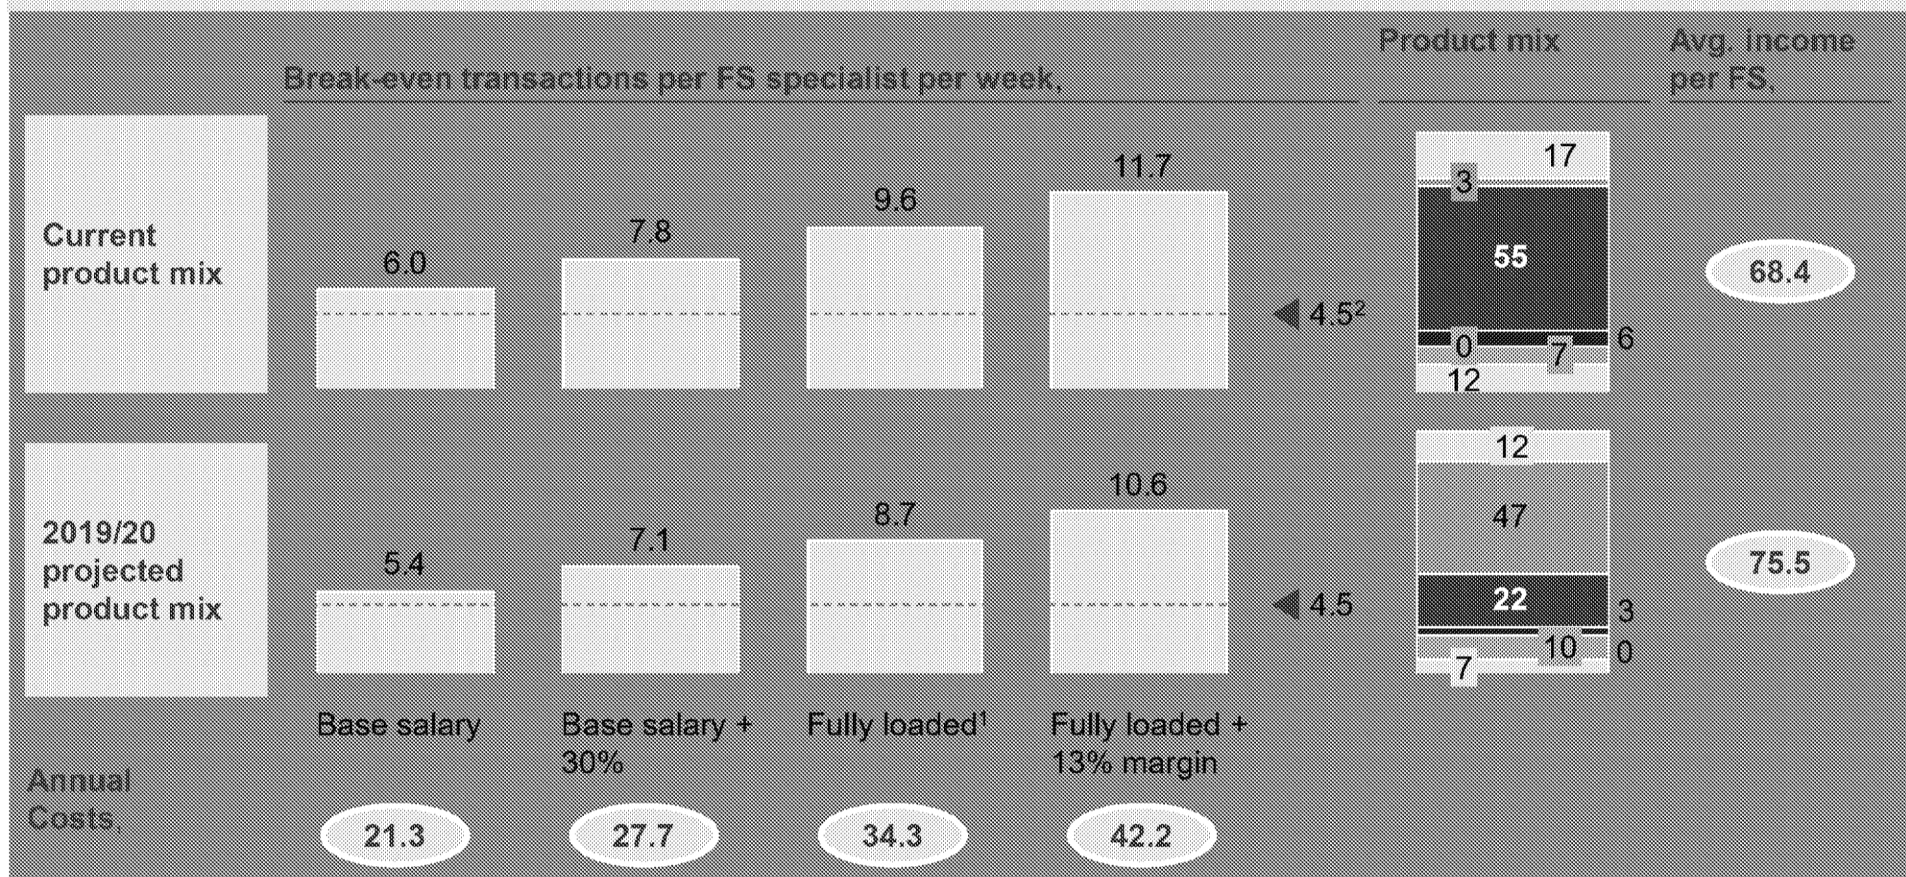 Product mix
Avg. income
per FS,
Break-even transactions per FS specialist per week,
Current
product mix
6.0
7.8
9.6
11.7
4.5²
17
3
55
6
0
7
12
68.4
2019/20
projected
product mix
5.4
7.1
8.7
10.6
4.5
12
47
22
3
10
0
7
75.5
Base salary
Base salary +
30%
Fully loaded¹
Fully loaded +
13% margin
Annual
Costs,
21.3
27.7
34.3
42.2